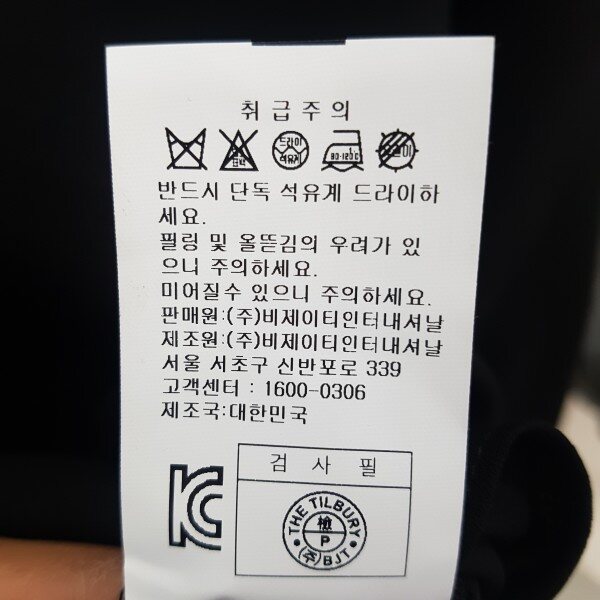 취급주의
표백
드라이
석유계
80-120℃
반드시 단독 석유계 드라이하
세요.
필링 및 올뜯김의 우려가 있
으니 주의하세요.
미어질수 있으니 주의하세요.
판매원:(주)비제이티인터내셔날
제조원:(주)비제이티인터내셔날
서울 서초구 신반포로 339
고객센터 : 1600-0306
제조국:대한민국
검사필
KC
THE TILBURY
檢
P
(주)BJT